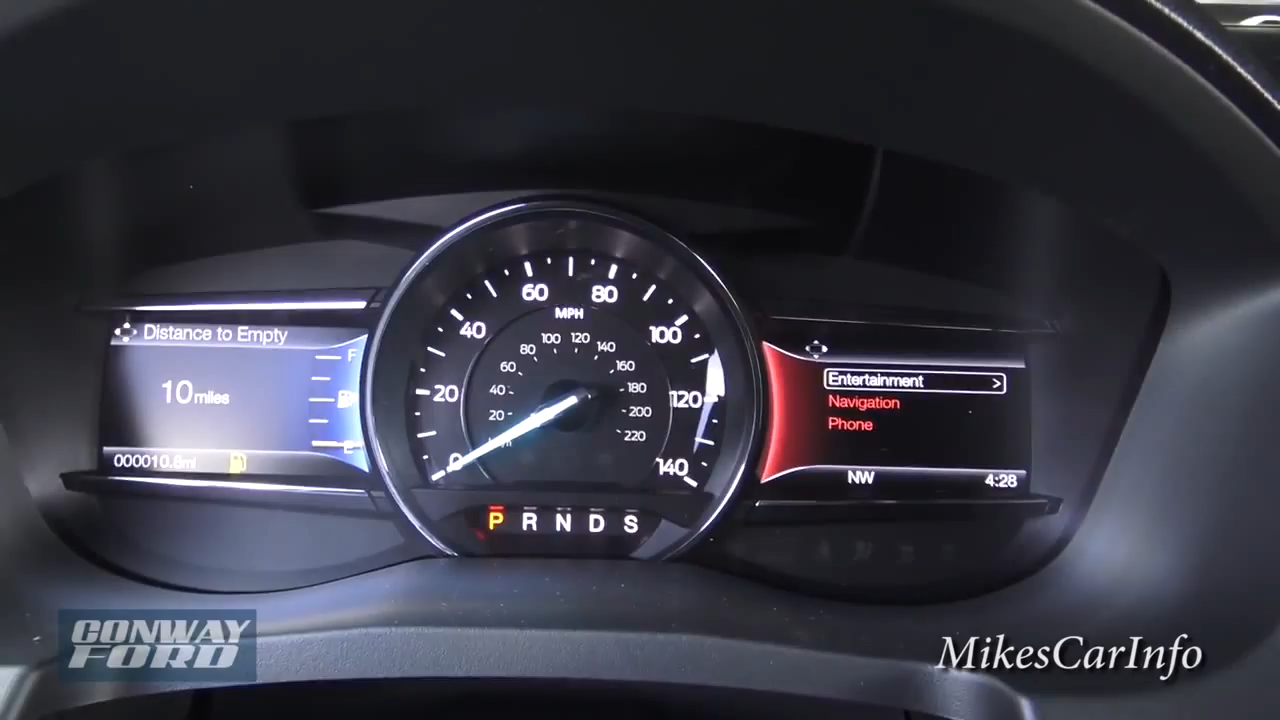 Distance to Empty
10 miles
F
E
000010.8mi
MPH
0
20
40
60
80
100
120
140
20
40
60
80
100
120
140
160
180
200
220
P R N D S
Entertainment >
Navigation
Phone
NW
4:28
CONWAY
FORD
MikesCarInfo